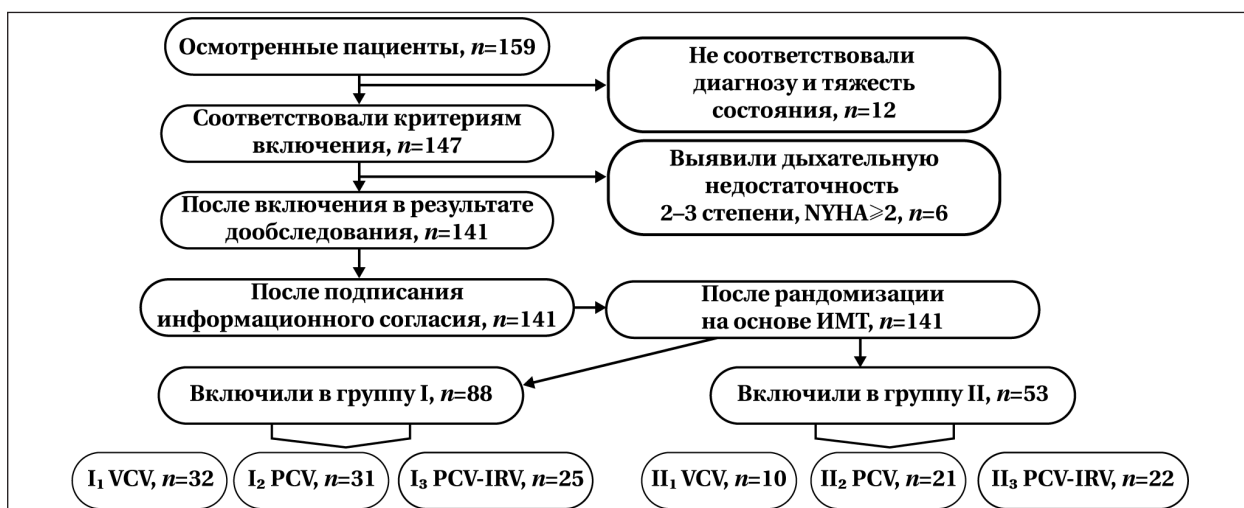 Осмотренные пациенты, n=159
Не соответствовали
диагнозу и тяжесть
состояния, n=12
Соответствовали критериям
включения, n=147
Выявили дыхательную
недостаточность
2–3 степени, NYHA⩾2, n=6
После включения в результате
дообследования, n=141
После подписания
информационного согласия, n=141
После рандомизации
на основе ИМТ, n=141
Включили в группу I, n=88
Включили в группу II, n=53
I₁ VCV, n=32
I₂ PCV, n=31
I₃ PCV-IRV, n=25
II₁ VCV, n=10
II₂ PCV, n=21
II₃ PCV-IRV, n=22